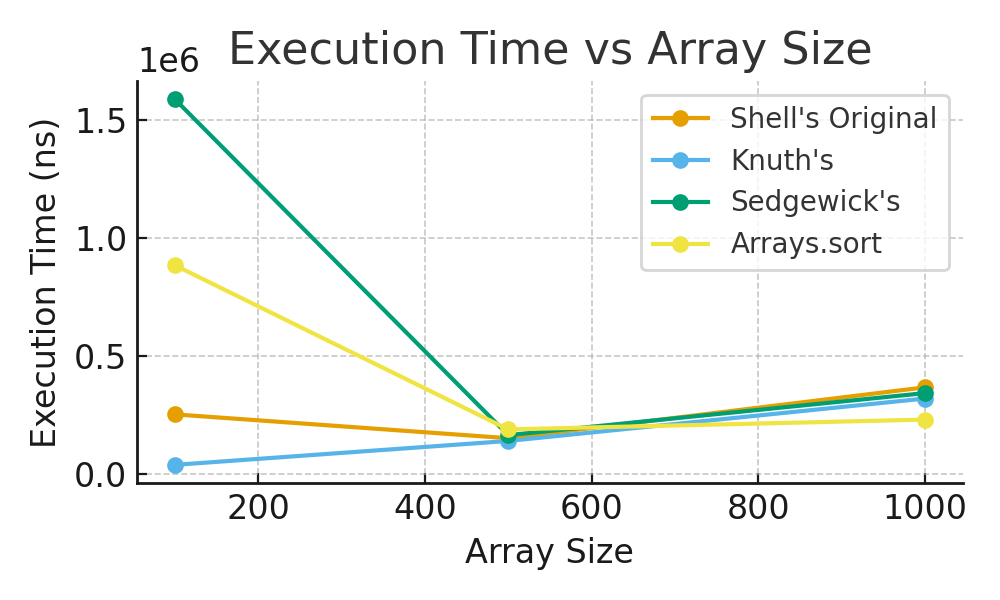 Execution Time vs Array Size
1e6
1.5
1.0
0.5
0.0
Execution Time (ns)
Shell's Original
Knuth's
Sedgewick's
Arrays.sort
200 400 600 800 1000
Array Size